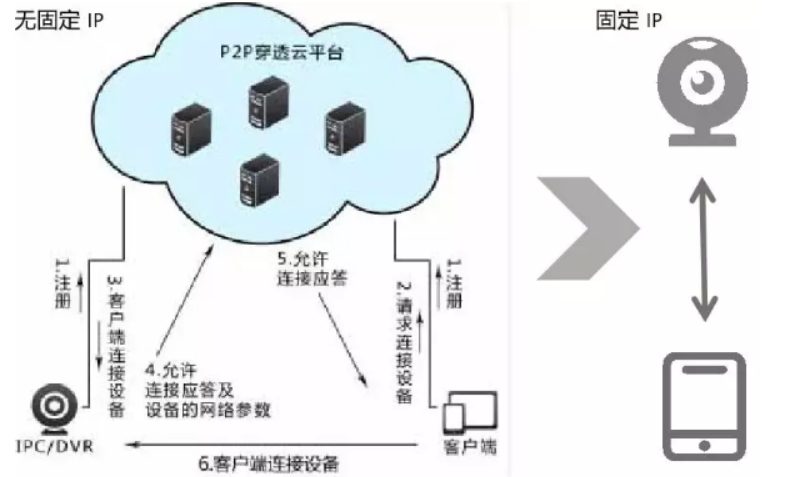 无固定 IP
固定 IP
P2P穿透云平台
1.注册
3.客户端连接设备
4.允许
连接应答及
设备的网络参数
5.允许
连接应答
2.请求连接设备
1.注册
IPC/DVR
客户端
6.客户端连接设备